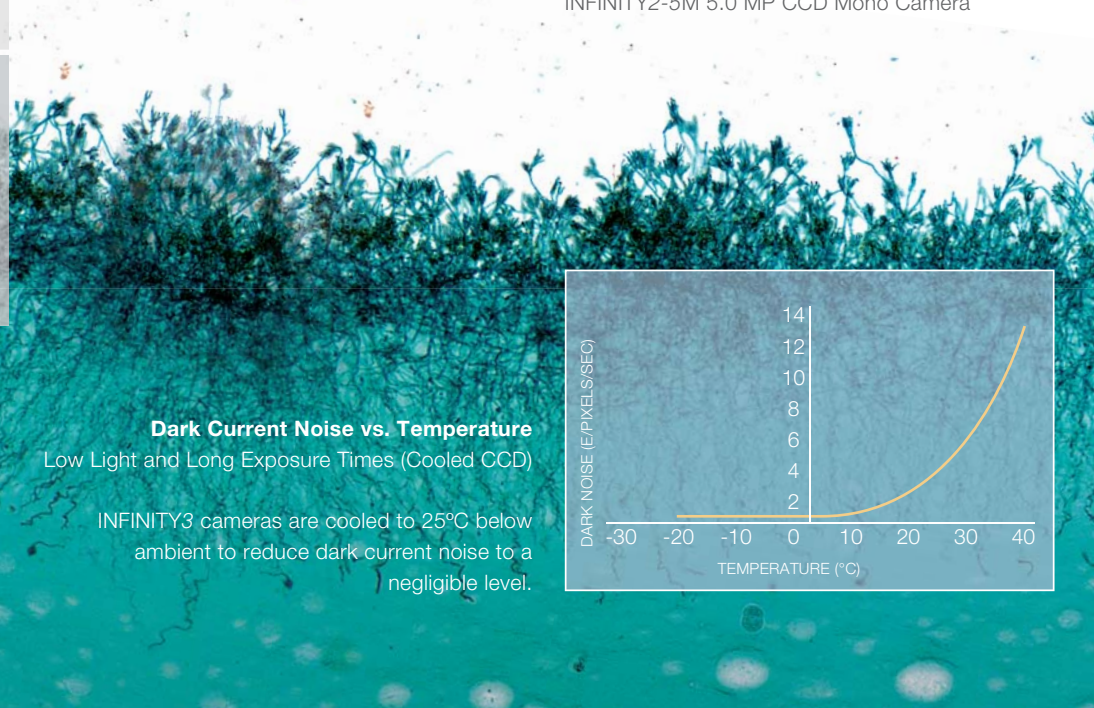 INFINITY2-5M 5.0 MP CCD Mono Camera
Dark Current Noise vs. Temperature
Low Light and Long Exposure Times (Cooled CCD)
INFINITY3 cameras are cooled to 25ºC below
ambient to reduce dark current noise to a
negligible level.
DARK NOISE (E/PIXELS/SEC)
14
12
10
8
6
4
2
-30 -20 -10 0 10 20 30 40
TEMPERATURE (°C)